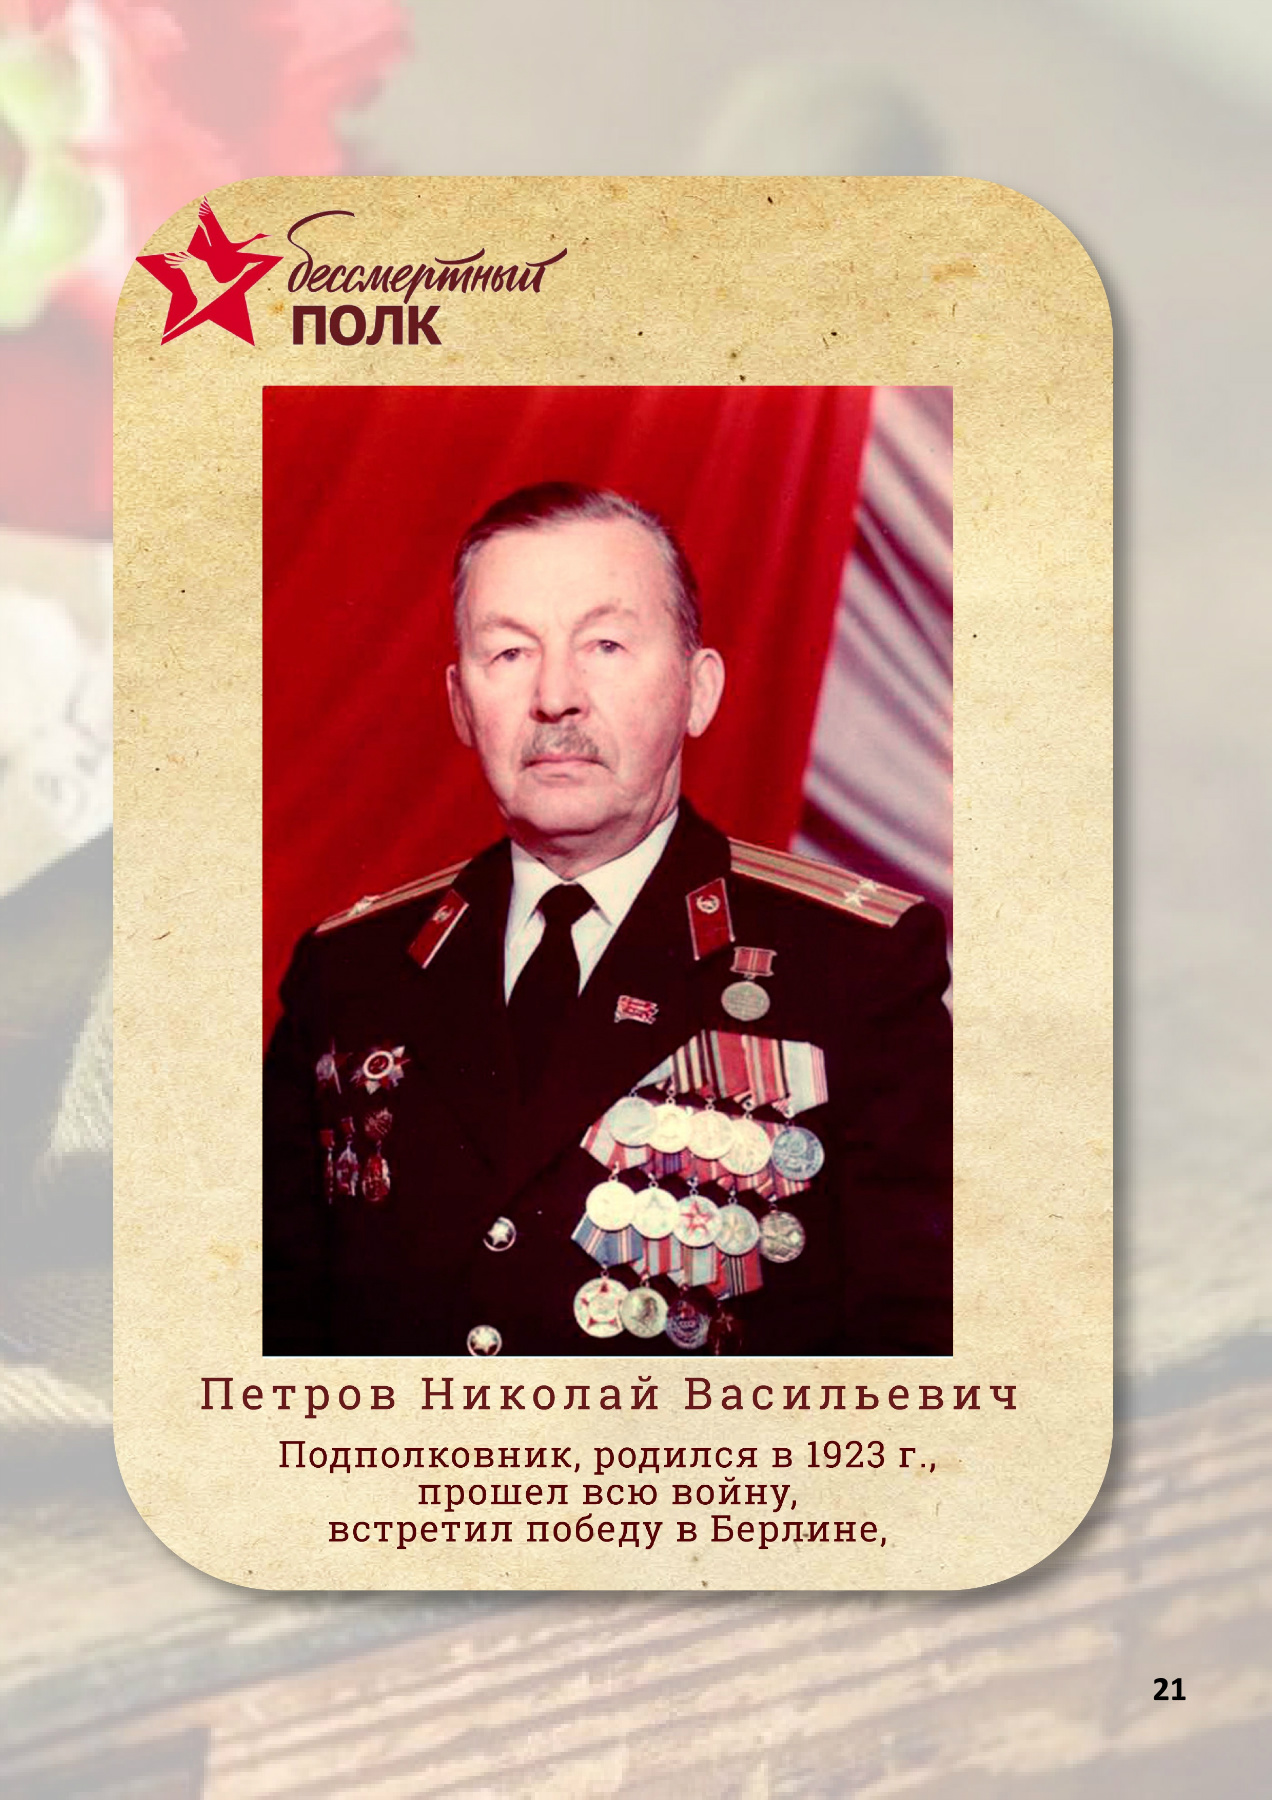 бессмертный
ПОЛК
Петров Николай Васильевич
Подполковник, родился в 1923 г.,
прошел всю войну,
встретил победу в Берлине,
21